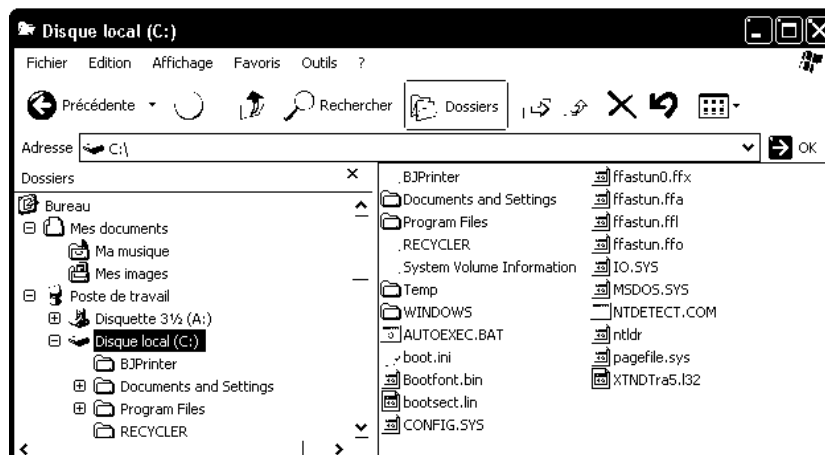 Disque local (C:)
Fichier Edition Affichage Favoris Outils ?
Précédente Rechercher Dossiers
Adresse C:\ OK
Dossiers
Bureau
Mes documents
Ma musique
Mes images
Poste de travail
Disquette 3½ (A:)
Disque local (C:)
BJPrinter
Documents and Settings
Program Files
RECYCLER
BJPrinter
Documents and Settings
Program Files
RECYCLER
System Volume Information
Temp
WINDOWS
AUTOEXEC.BAT
boot.ini
Bootfont.bin
bootsect.lin
CONFIG.SYS
ffastun0.ffx
ffastun.ffa
ffastun.ffl
ffastun.ffo
IO.SYS
MSDOS.SYS
NTDETECT.COM
ntldr
pagefile.sys
XTNDTra5.l32